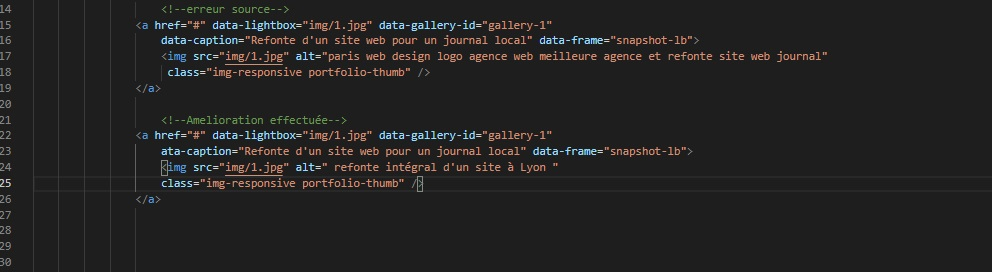 14 <!--erreur source-->
15 <a href="#" data-lightbox="img/1.jpg" data-gallery-id="gallery-1"
16 data-caption="Refonte d'un site web pour un journal local" data-frame="snapshot-lb">
17 <img src="img/1.jpg" alt="paris web design logo agence web meilleure agence et refonte site web journal"
18 class="img-responsive portfolio-thumb" />
19 </a>
20
21 <!--Amelioration effectuée-->
22 <a href="#" data-lightbox="img/1.jpg" data-gallery-id="gallery-1"
23 ata-caption="Refonte d'un site web pour un journal local" data-frame="snapshot-lb">
24 <img src="img/1.jpg" alt=" refonte intégral d'un site à Lyon "
25 class="img-responsive portfolio-thumb" />
26 </a>
27
28
29
30